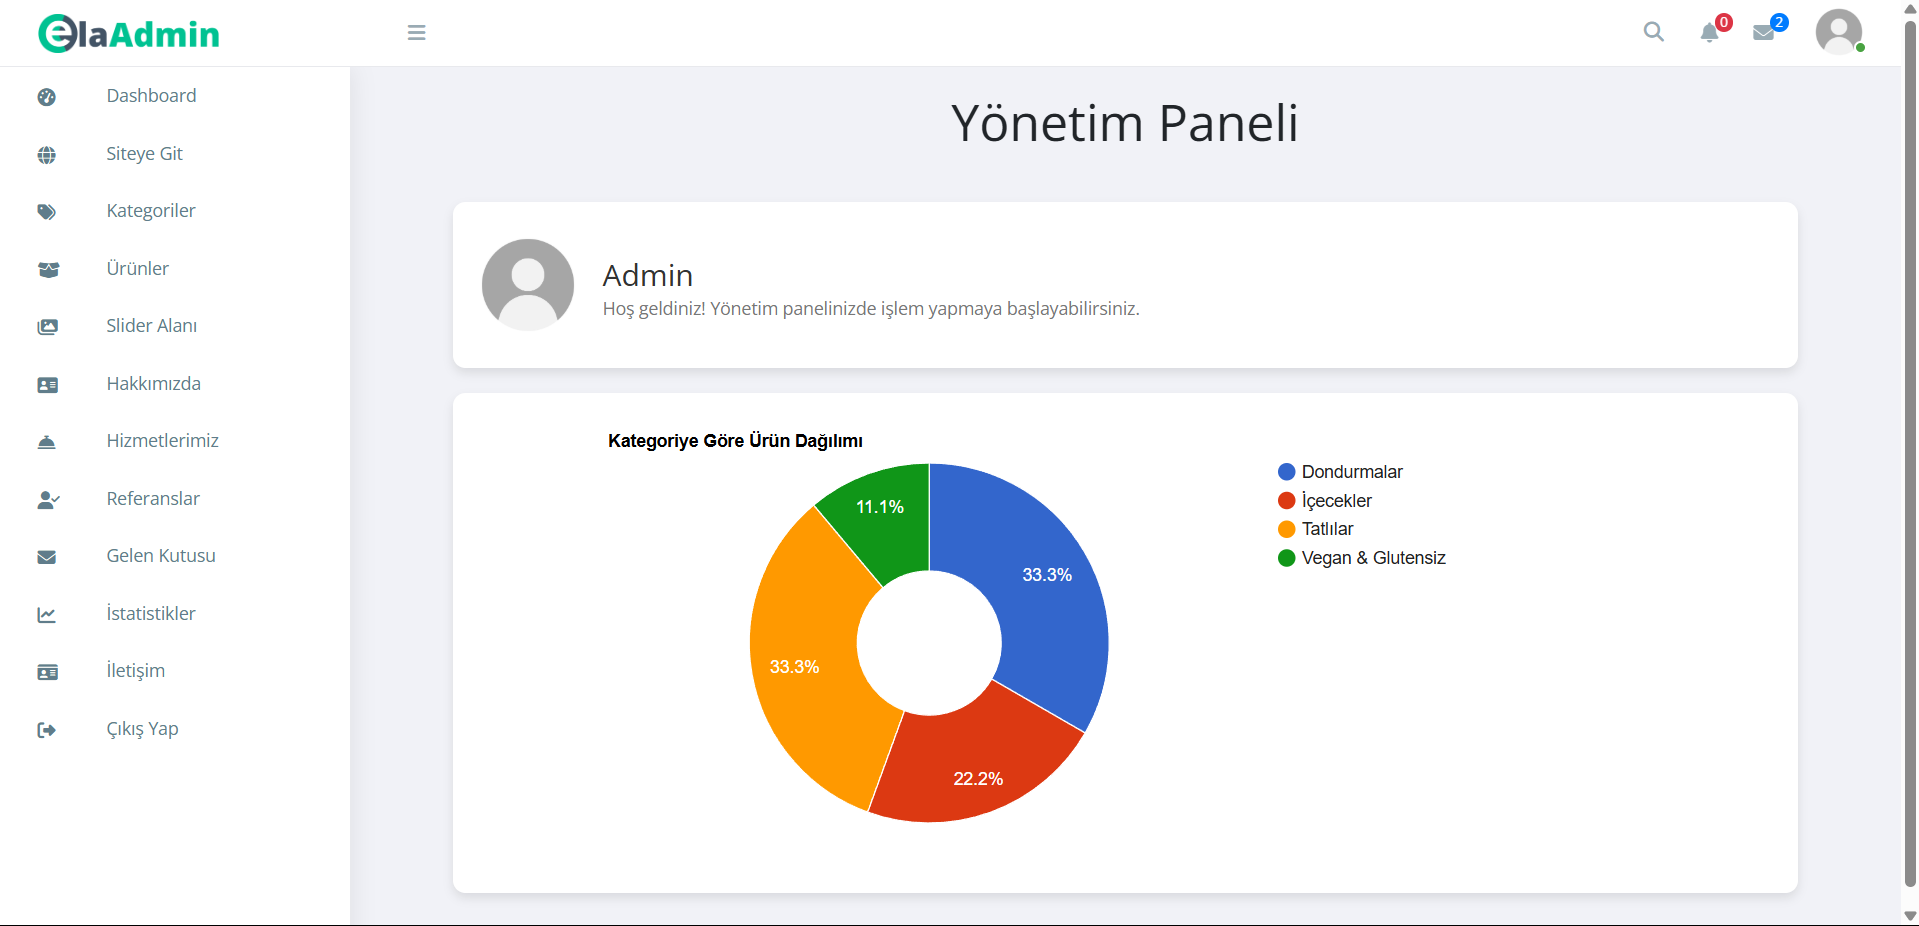 elaAdmin
0
2
Dashboard
Siteye Git
Kategoriler
Ürünler
Slider Alanı
Hakkımızda
Hizmetlerimiz
Referanslar
Gelen Kutusu
İstatistikler
İletişim
Çıkış Yap
Yönetim Paneli
Admin
Hoş geldiniz! Yönetim panelinizde işlem yapmaya başlayabilirsiniz.
Kategoriye Göre Ürün Dağılımı
11.1%
33.3%
33.3%
22.2%
Dondurmalar
İçecekler
Tatlılar
Vegan & Glutensiz